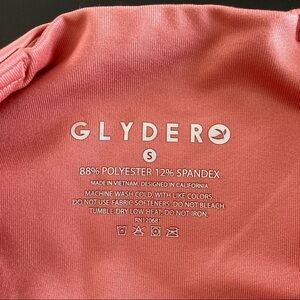 GLYDER
S
88% POLYESTER 12% SPANDEX
MADE IN VIETNAM. DESIGNED IN CALIFORNIA
MACHINE WASH COLD. WITH LIKE COLORS.
DO NOT USE FABRIC SOFTENERS. DO NOT BLEACH.
TUMBLE DRY LOW HEAT. DO NOT IRON.
RN120681